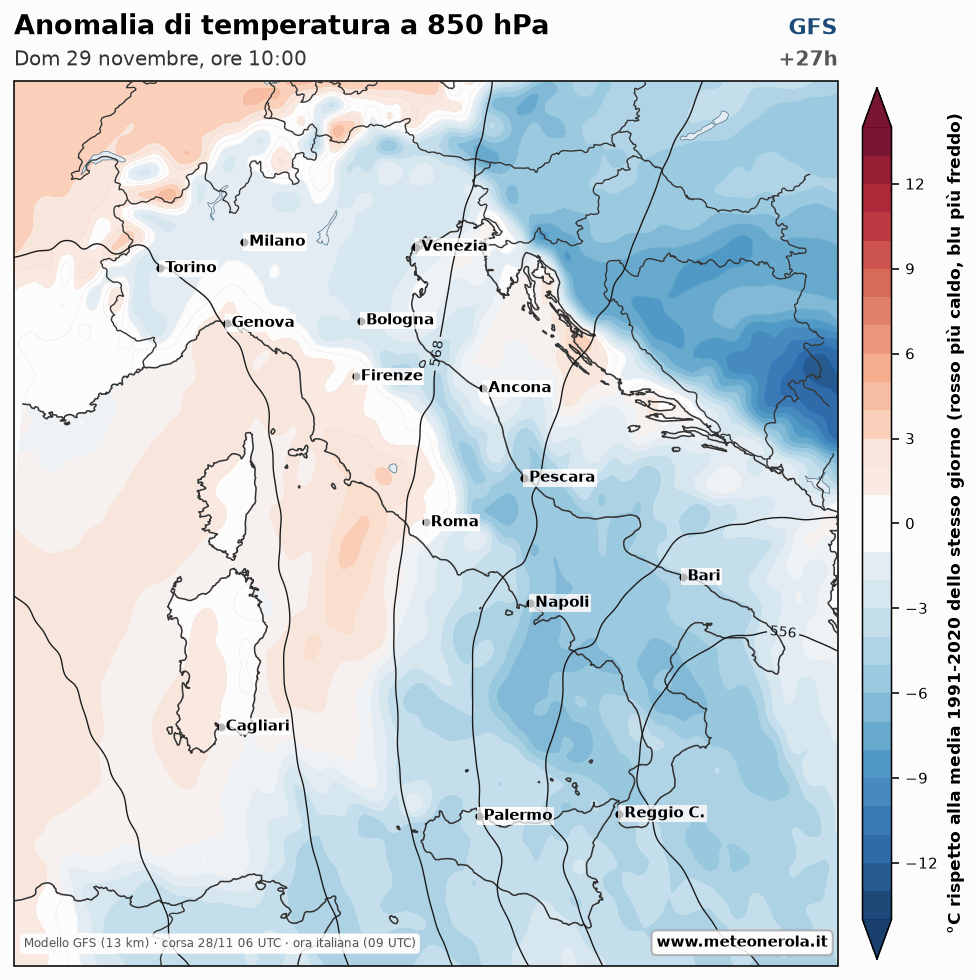 Anomalia di temperatura a 850 hPa
GFS
Dom 29 novembre, ore 10:00
+27h
Milano
Venezia
Torino
Genova
Bologna
568
Firenze
Ancona
Pescara
Roma
Bari
Napoli
556
Cagliari
Palermo
Reggio C.
12
9
6
3
0
−3
−6
−9
−12
°C rispetto alla media 1991-2020 dello stesso giorno (rosso più caldo, blu più freddo)
Modello GFS (13 km) · corsa 28/11 06 UTC · ora italiana (09 UTC)
www.meteonerola.it